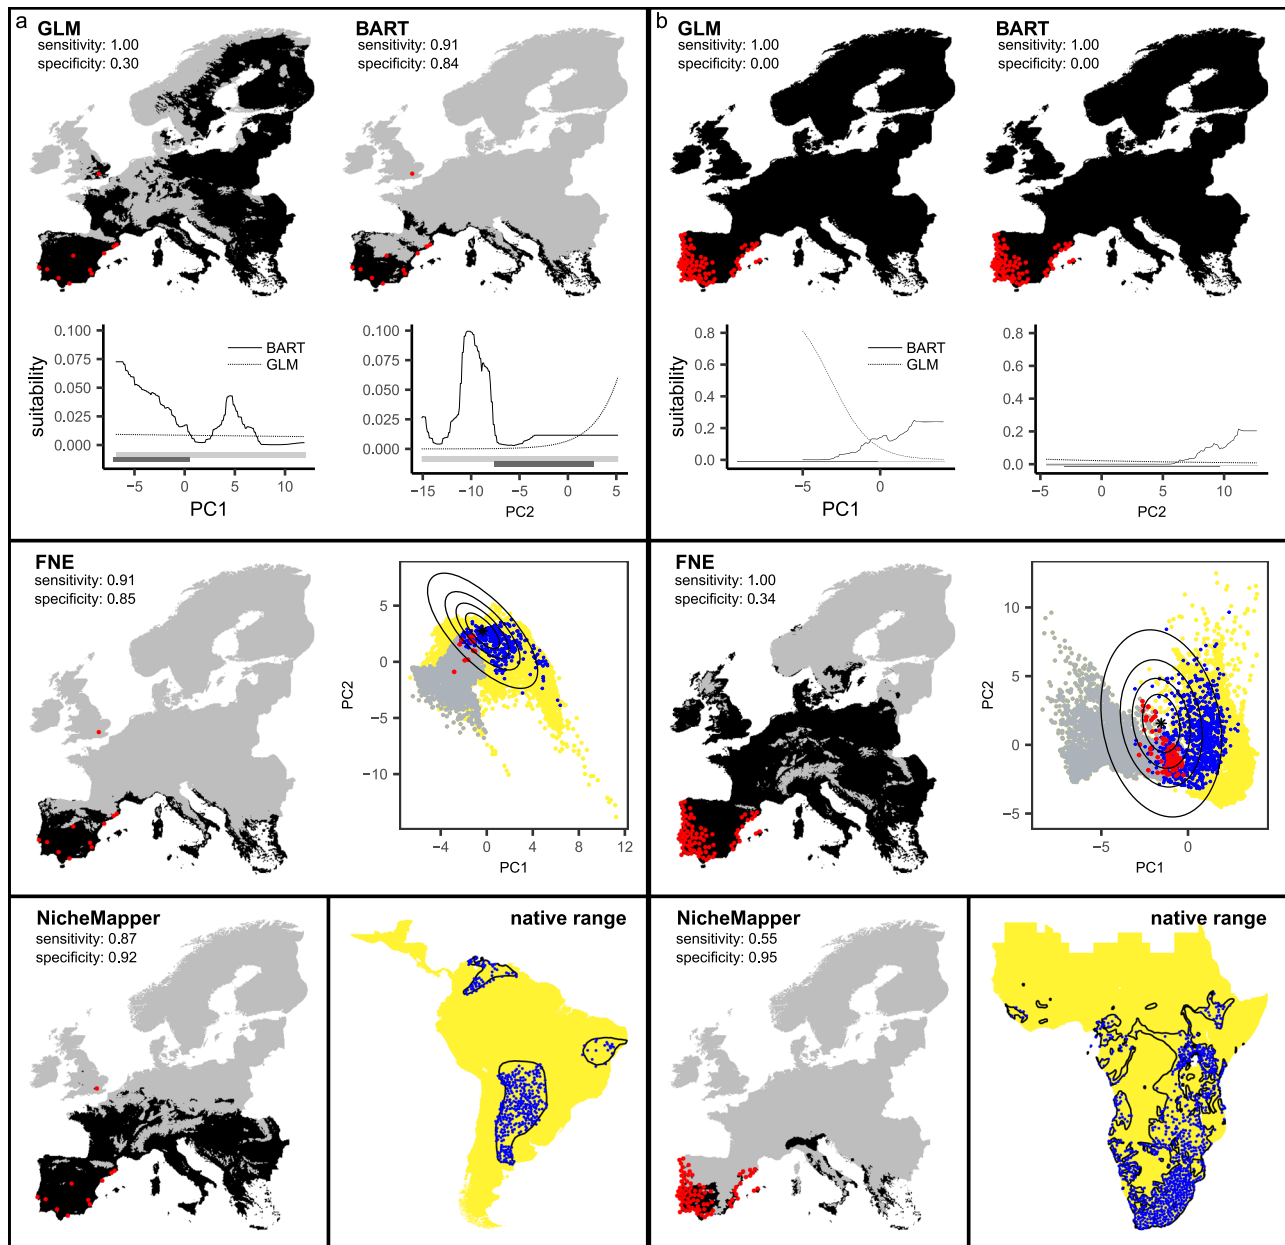 a
GLM
sensitivity: 1.00
specificity: 0.30
BART
sensitivity: 0.91
specificity: 0.84
suitability
0.100
0.075
0.050
0.025
0.000
BART
GLM
−5
0
5
10
PC1
0.100
0.075
0.050
0.025
0.000
−15
−10
−5
0
5
PC2
b
GLM
sensitivity: 1.00
specificity: 0.00
BART
sensitivity: 1.00
specificity: 0.00
suitability
0.8
0.6
0.4
0.2
0.0
BART
GLM
−5
0
PC1
0.8
0.6
0.4
0.2
0.0
−5
0
5
10
PC2
FNE
sensitivity: 0.91
specificity: 0.85
PC2
5
0
−5
−10
−4
0
4
8
12
PC1
FNE
sensitivity: 1.00
specificity: 0.34
PC2
10
5
0
−5
−5
0
PC1
NicheMapper
sensitivity: 0.87
specificity: 0.92
native range
NicheMapper
sensitivity: 0.55
specificity: 0.95
native range